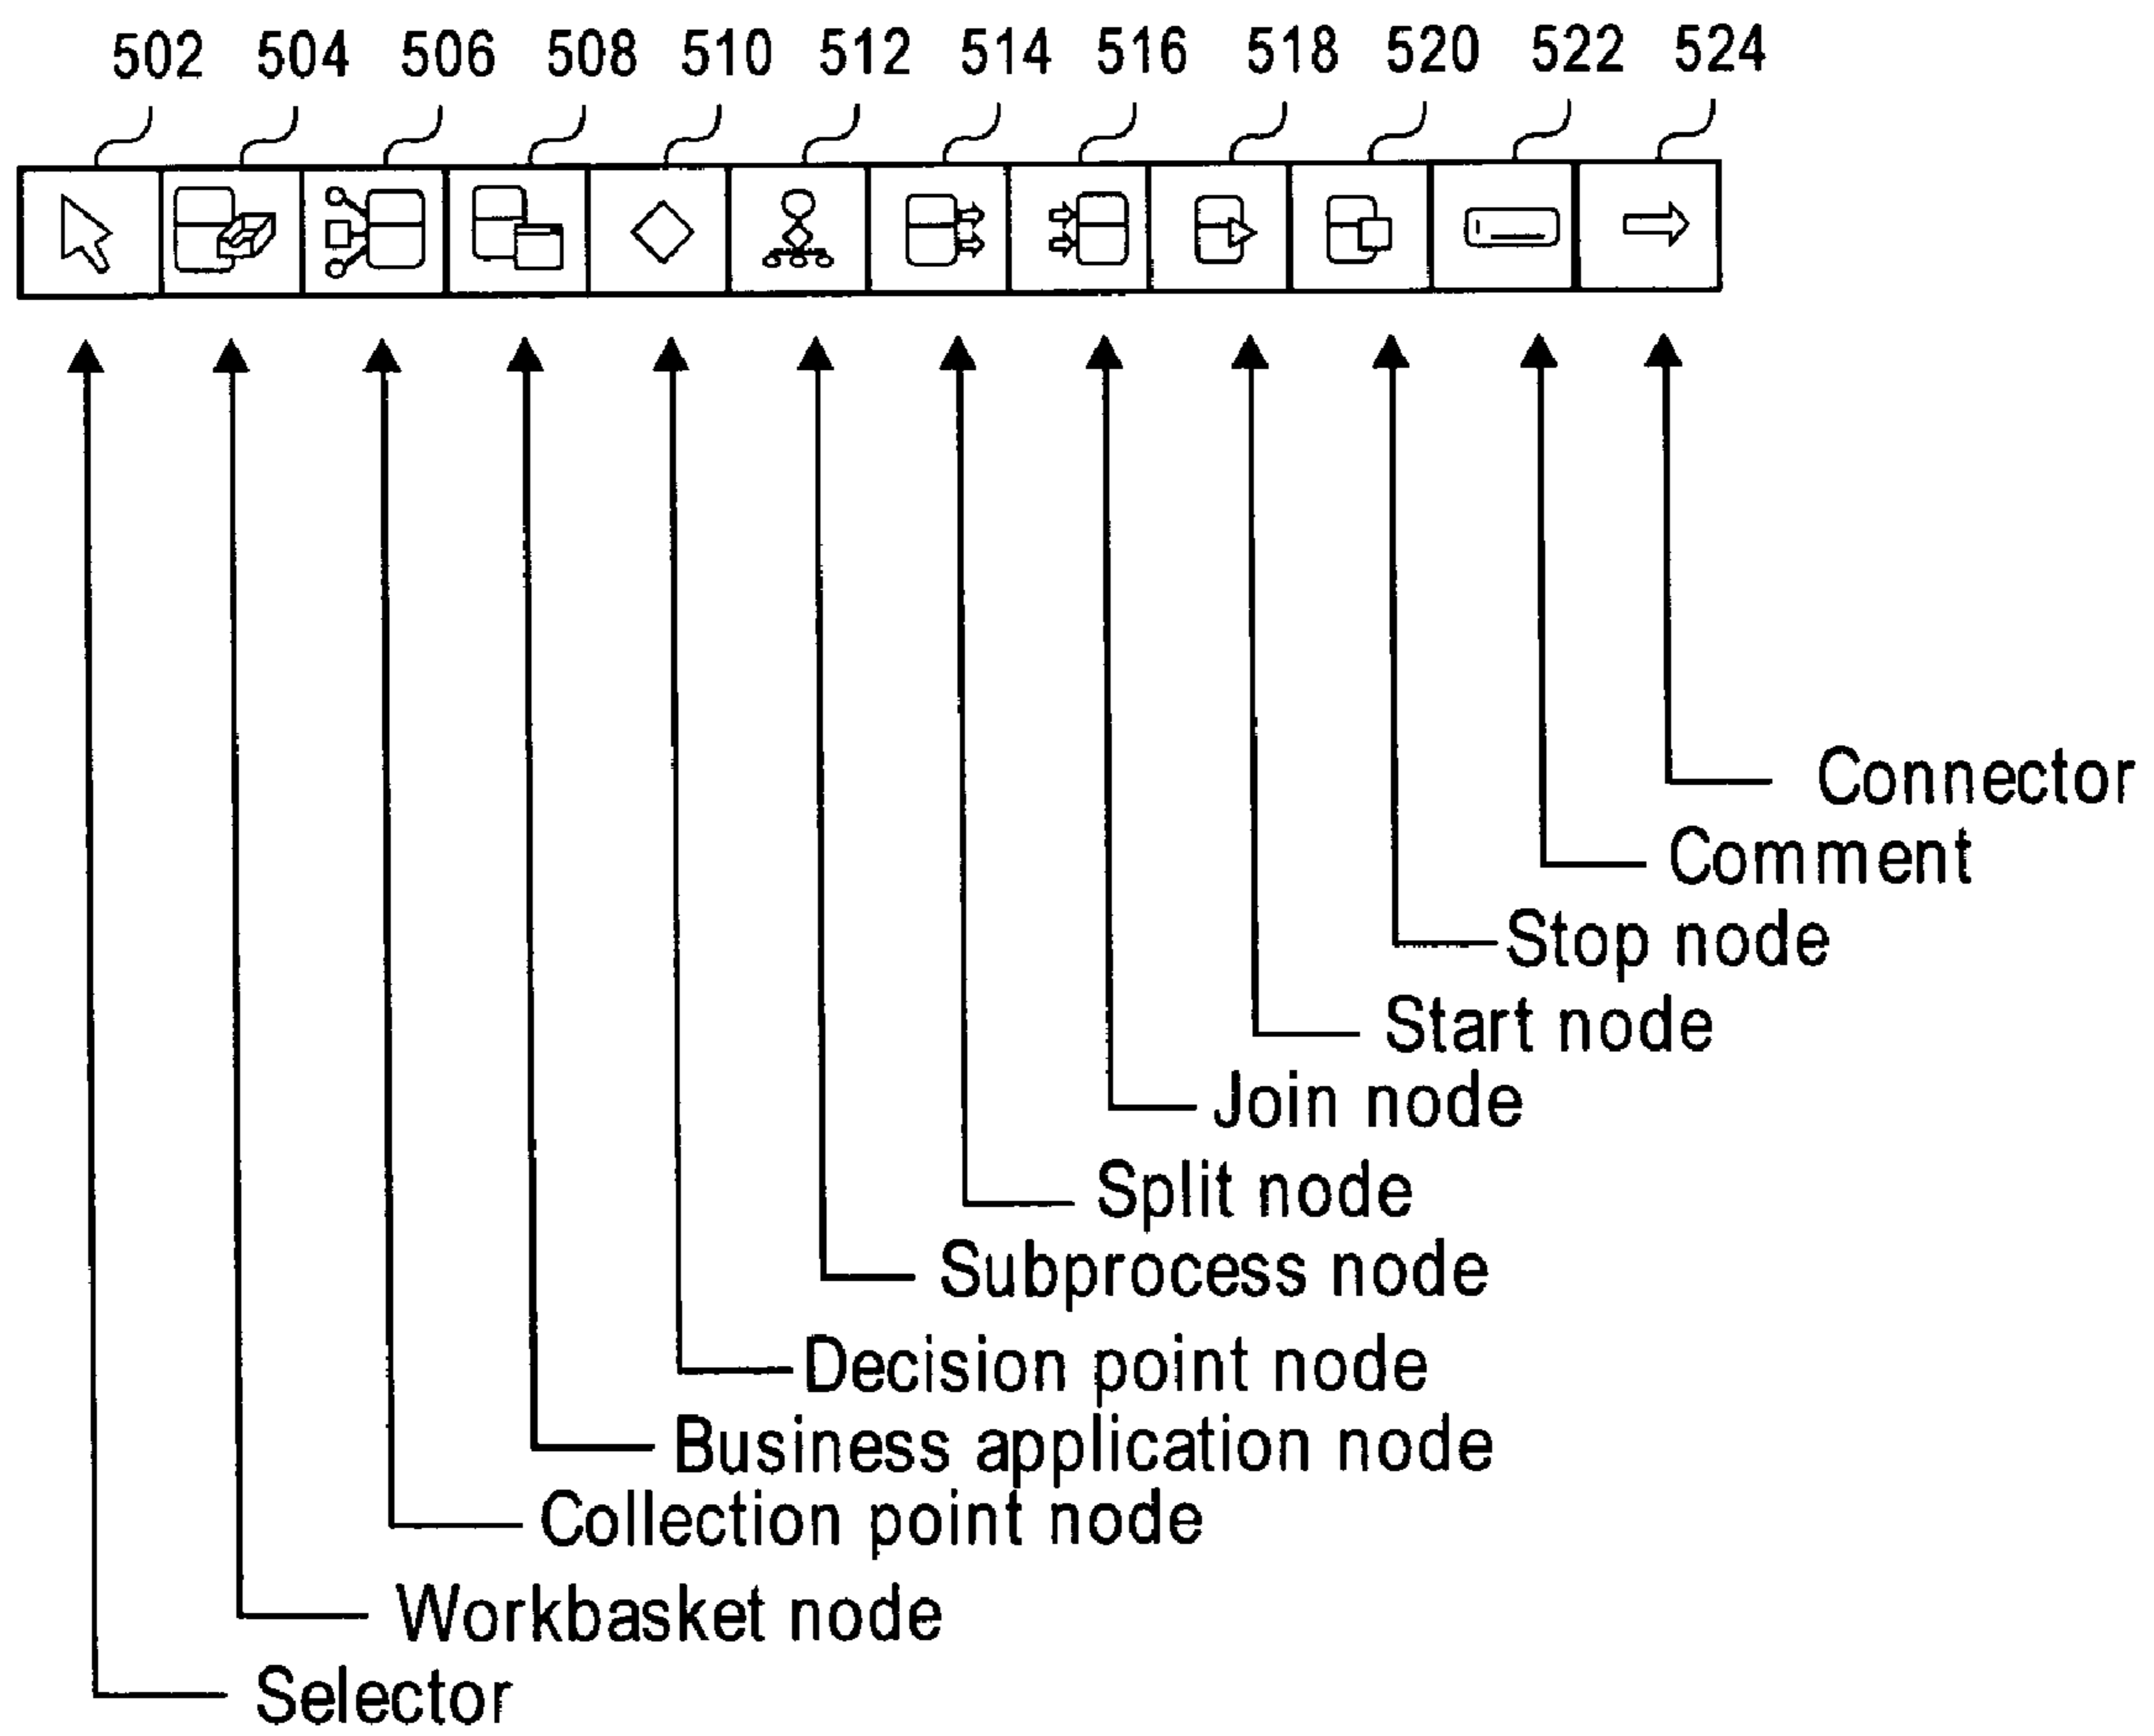 502 504 506 508 510 512 514 516 518 520 522 524
Connector
Comment
Stop node
Start node
Join node
Split node
Subprocess node
Decision point node
Business application node
Collection point node
Workbasket node
Selector